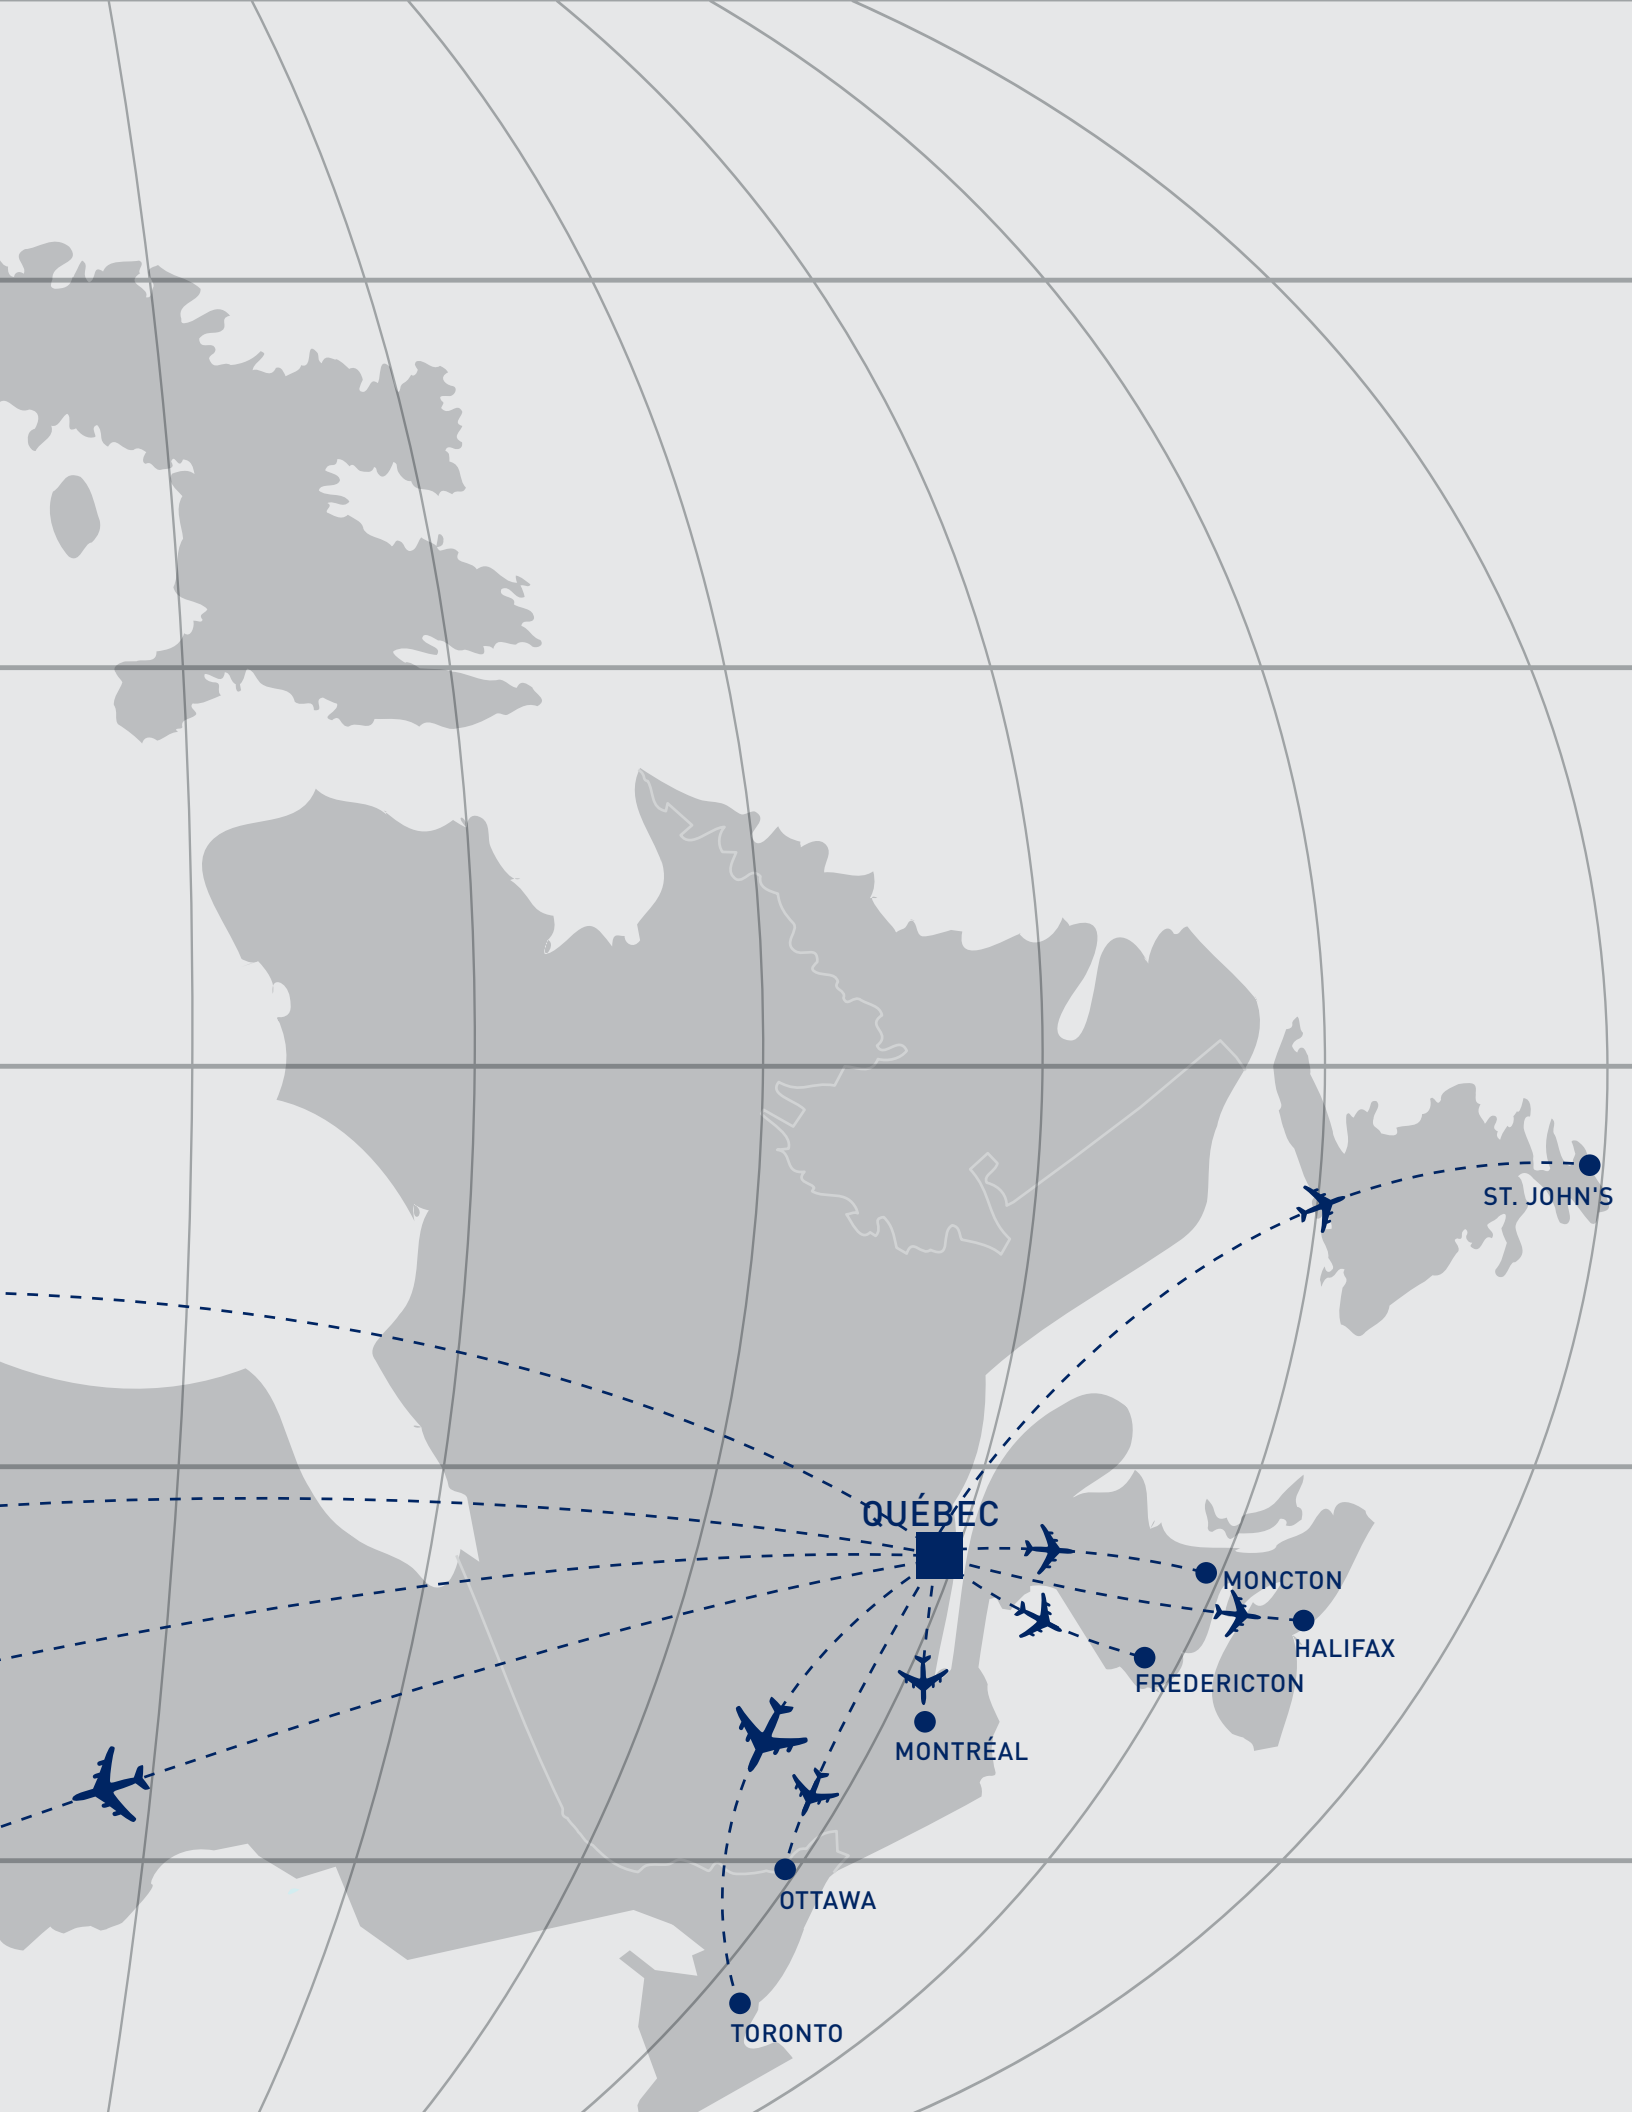 ST. JOHN'S
QUÉBEC
MONCTON
HALIFAX
FREDERICTON
MONTRÉAL
OTTAWA
TORONTO